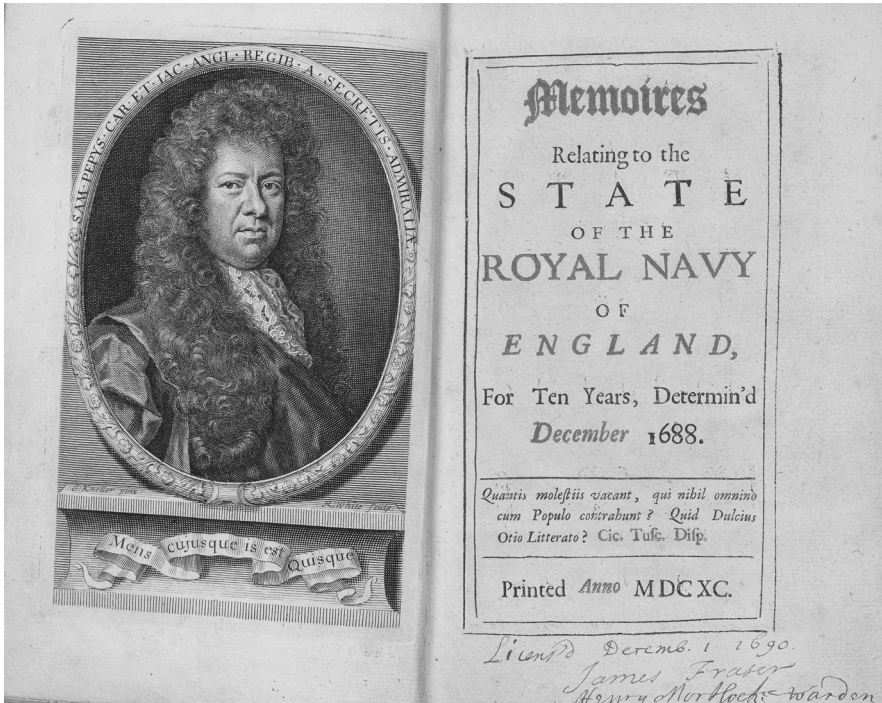 SAM·PEPYS·CAR·ET·IAC·ANGL·REGIB·A·SECRETIS·ADMIRALIÆ
G. Kneller pinx.
R. White sculp.
Mens cujusque is est Quisque
Memoires
Relating to the
STATE
OF THE
ROYAL NAVY
OF
ENGLAND,
For Ten Years, Determin'd
December 1688.
Quantis moleſtiis vacant, qui nihil omnino
cum Populo contrahunt? Quid Dulcius
Otio Litterato? Cic. Tuſc. Diſp.
Printed Anno MDCXC.
Licens'd Decemb. 1 1690.
James Fraser
Henry Mortlock: Warden